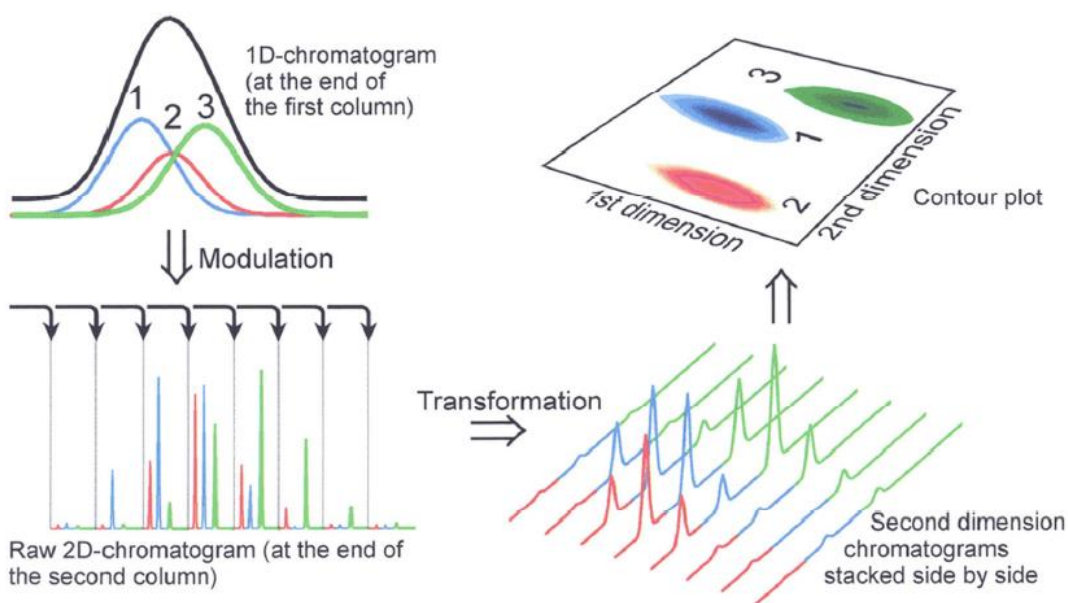 1D-chromatogram
(at the end of
the first column)
1
2
3
Modulation
Raw 2D-chromatogram (at the end of
the second column)
Transformation
Second dimension
chromatograms
stacked side by side
3
1
2
1st dimension
2nd dimension
Contour plot